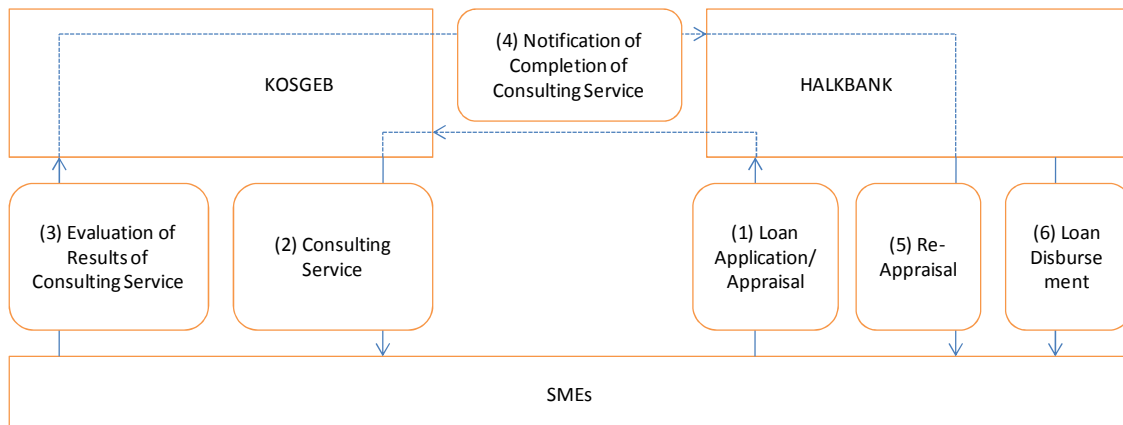 (4) Notification of
Completion of
Consulting Service
KOSGEB
HALKBANK
(3) Evaluation of
Results of
Consulting Service
(2) Consulting
Service
(1) Loan
Application/
Appraisal
(5) Re-
Appraisal
(6) Loan
Disburse
ment
SMEs